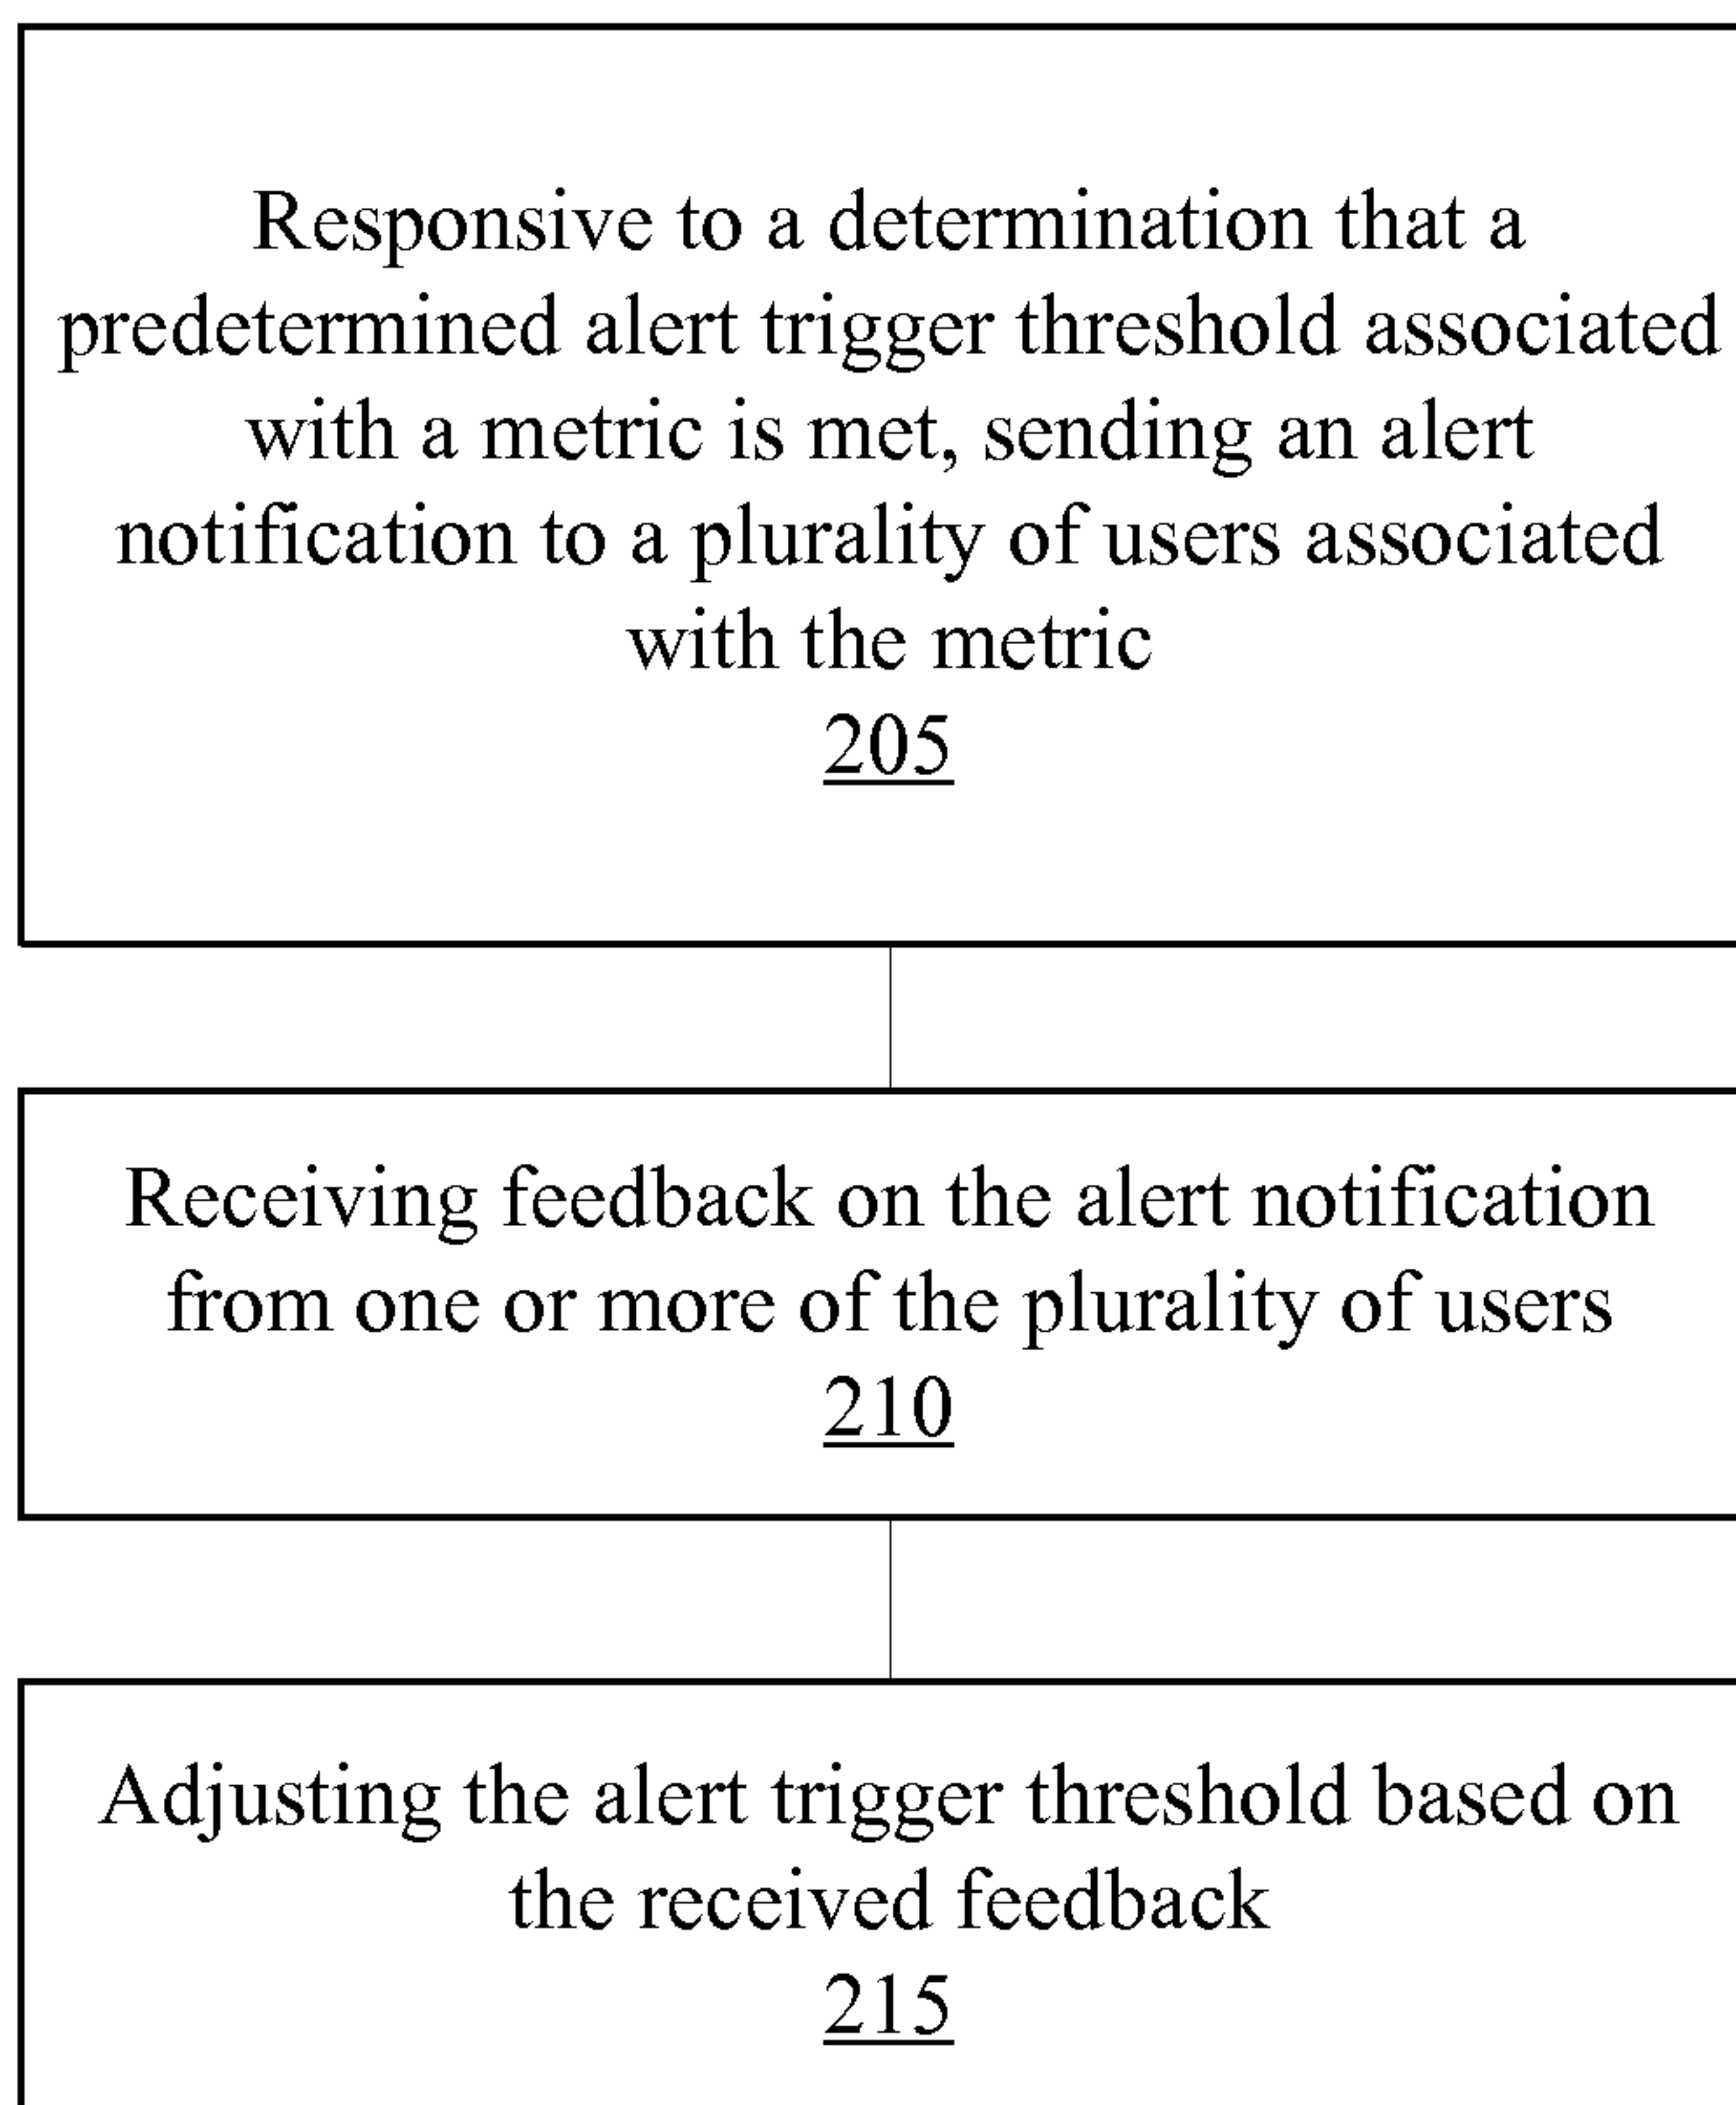 Responsive to a determination that a
predetermined alert trigger threshold associated
with a metric is met, sending an alert
notification to a plurality of users associated
with the metric
205
Receiving feedback on the alert notification
from one or more of the plurality of users
210
Adjusting the alert trigger threshold based on
the received feedback
215